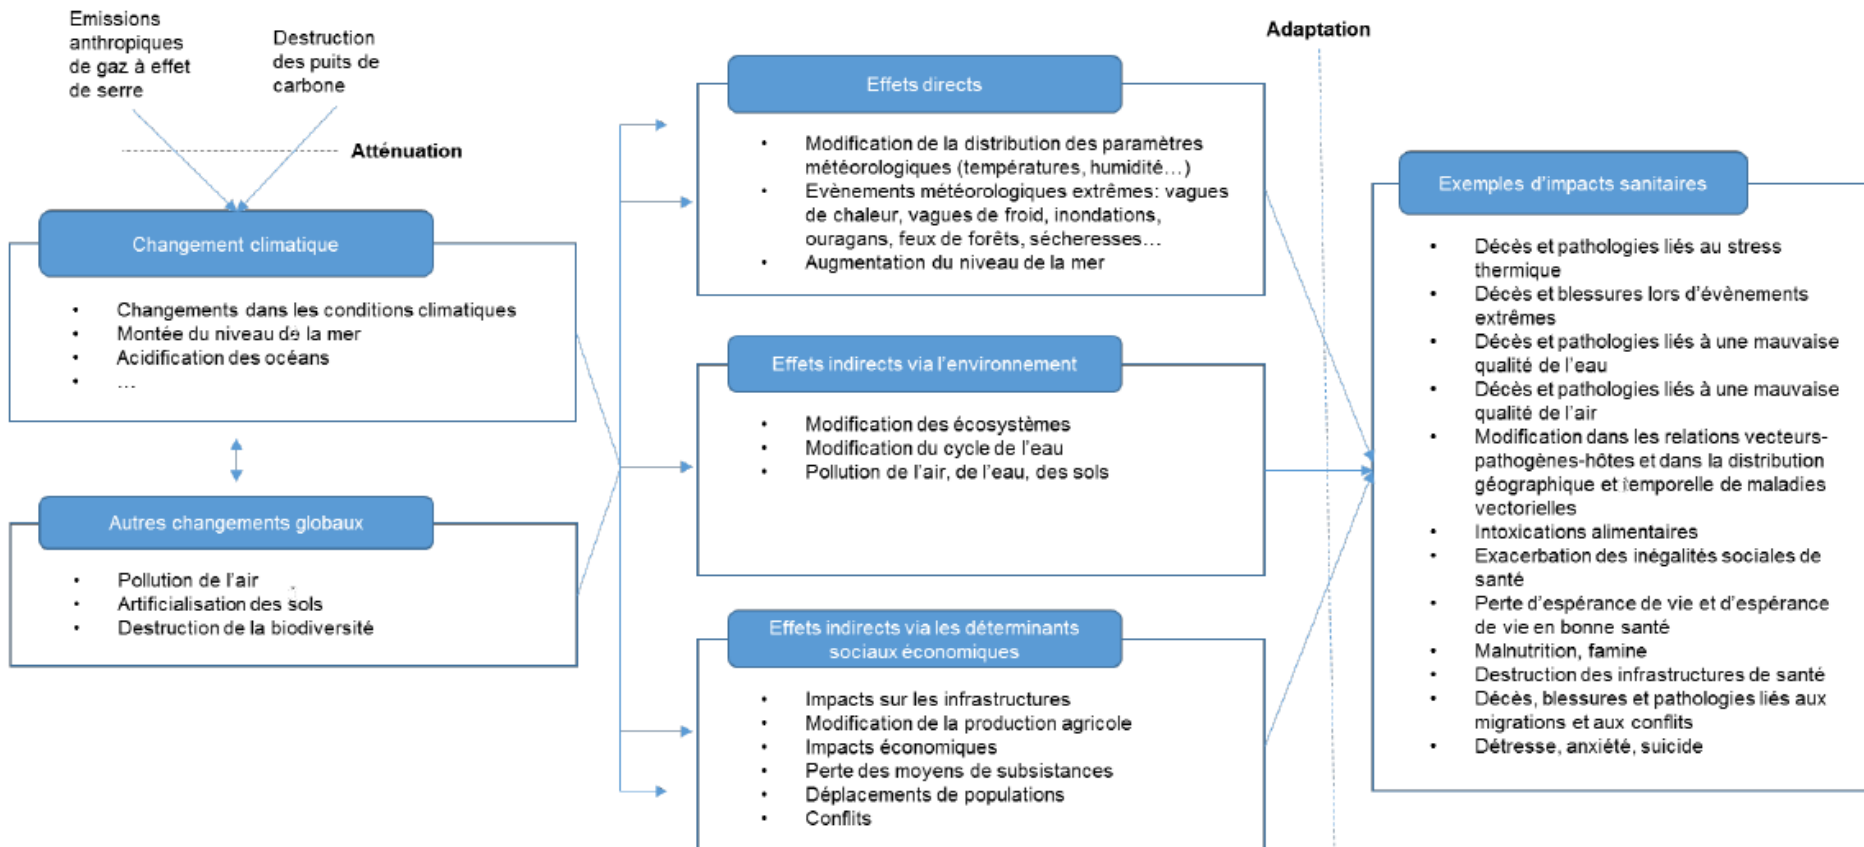 Emissions
anthropiques
de gaz à effet
de serre
Destruction
des puits de
carbone
Atténuation
Changement climatique
• Changements dans les conditions climatiques
• Montée du niveau de la mer
• Acidification des océans
• …
Autres changements globaux
• Pollution de l'air
• Artificialisation des sols
• Destruction de la biodiversité
Effets directs
• Modification de la distribution des paramètres
météorologiques (températures, humidité…)
• Evènements météorologiques extrêmes: vagues
de chaleur, vagues de froid, inondations,
ouragans, feux de forêts, sécheresses…
• Augmentation du niveau de la mer
Effets indirects via l'environnement
• Modification des écosystèmes
• Modification du cycle de l'eau
• Pollution de l'air, de l'eau, des sols
Effets indirects via les déterminants
sociaux économiques
• Impacts sur les infrastructures
• Modification de la production agricole
• Impacts économiques
• Perte des moyens de subsistances
• Déplacements de populations
• Conflits
Adaptation
Exemples d'impacts sanitaires
• Décès et pathologies liés au stress
thermique
• Décès et blessures lors d'évènements
extrêmes
• Décès et pathologies liés à une mauvaise
qualité de l'eau
• Décès et pathologies liés à une mauvaise
qualité de l'air
• Modification dans les relations vecteurs-
pathogènes-hôtes et dans la distribution
géographique et temporelle de maladies
vectorielles
• Intoxications alimentaires
• Exacerbation des inégalités sociales de
santé
• Perte d'espérance de vie et d'espérance
de vie en bonne santé
• Malnutrition, famine
• Destruction des infrastructures de santé
• Décès, blessures et pathologies liés aux
migrations et aux conflits
• Détresse, anxiété, suicide